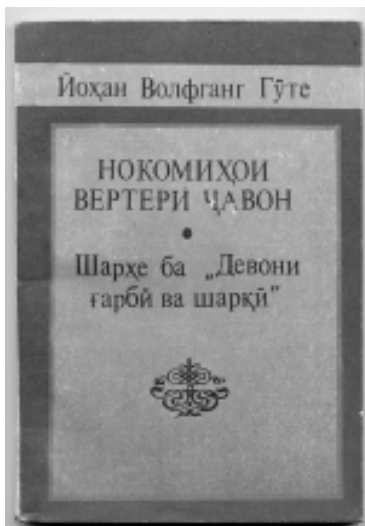 Йоҳан Волфганг Гӯте
НОКОМИҲОИ
ВЕРТЕРИ ҶАВОН
Шарҳе ба „Девони
ғарбӣ ва шарқӣ"